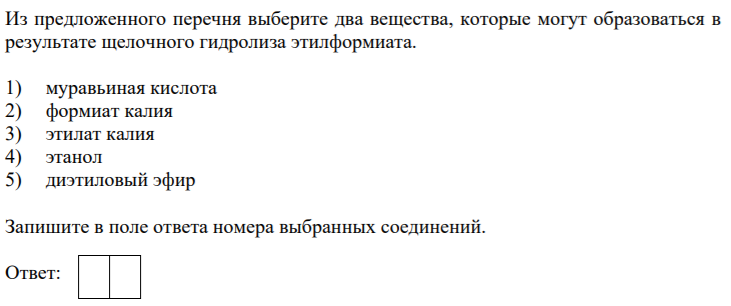 Из предложенного перечня выберите два вещества, которые могут образоваться в
результате щелочного гидролиза этилформиата.
1) муравьиная кислота
2) формиат калия
3) этилат калия
4) этанол
5) диэтиловый эфир
Запишите в поле ответа номера выбранных соединений.
Ответ: